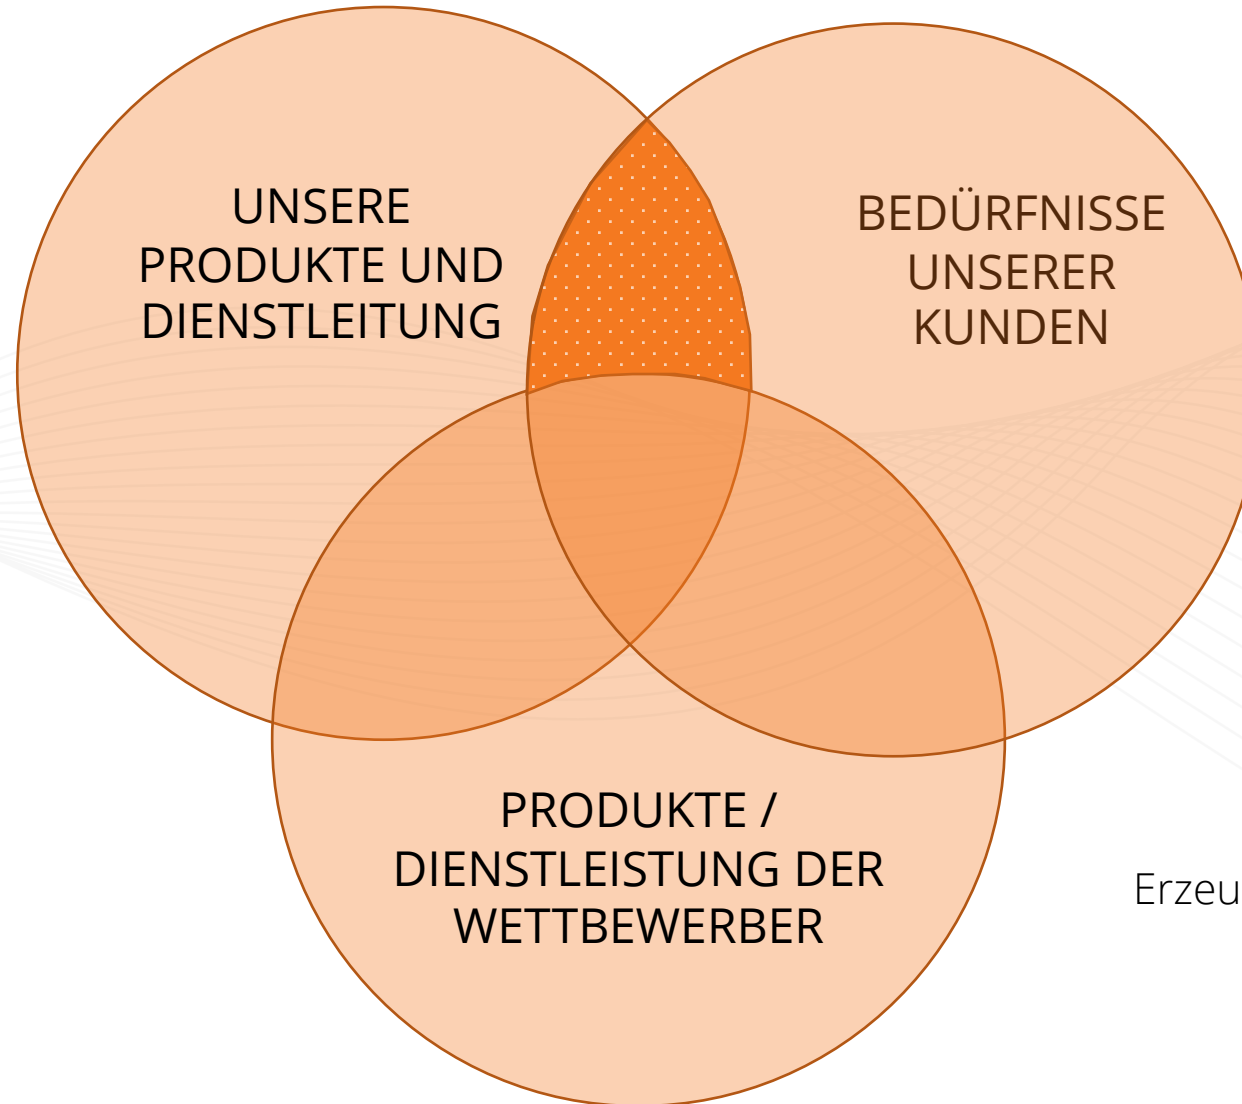 UNSERE
PRODUKTE UND
DIENSTLEITUNG
BEDÜRFNISSE
UNSERER
KUNDEN
PRODUKTE /
DIENSTLEISTUNG DER
WETTBEWERBER
Erzeu